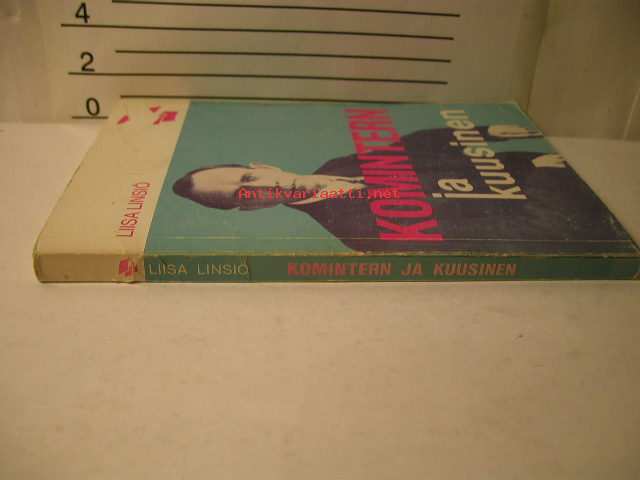 4
2
0
LIISA LINSIÖ
KOMINTERN
ja
kuusinen
Antikvariaatti.net
LIISA LINSIÖ KOMINTERN JA KUUSINEN